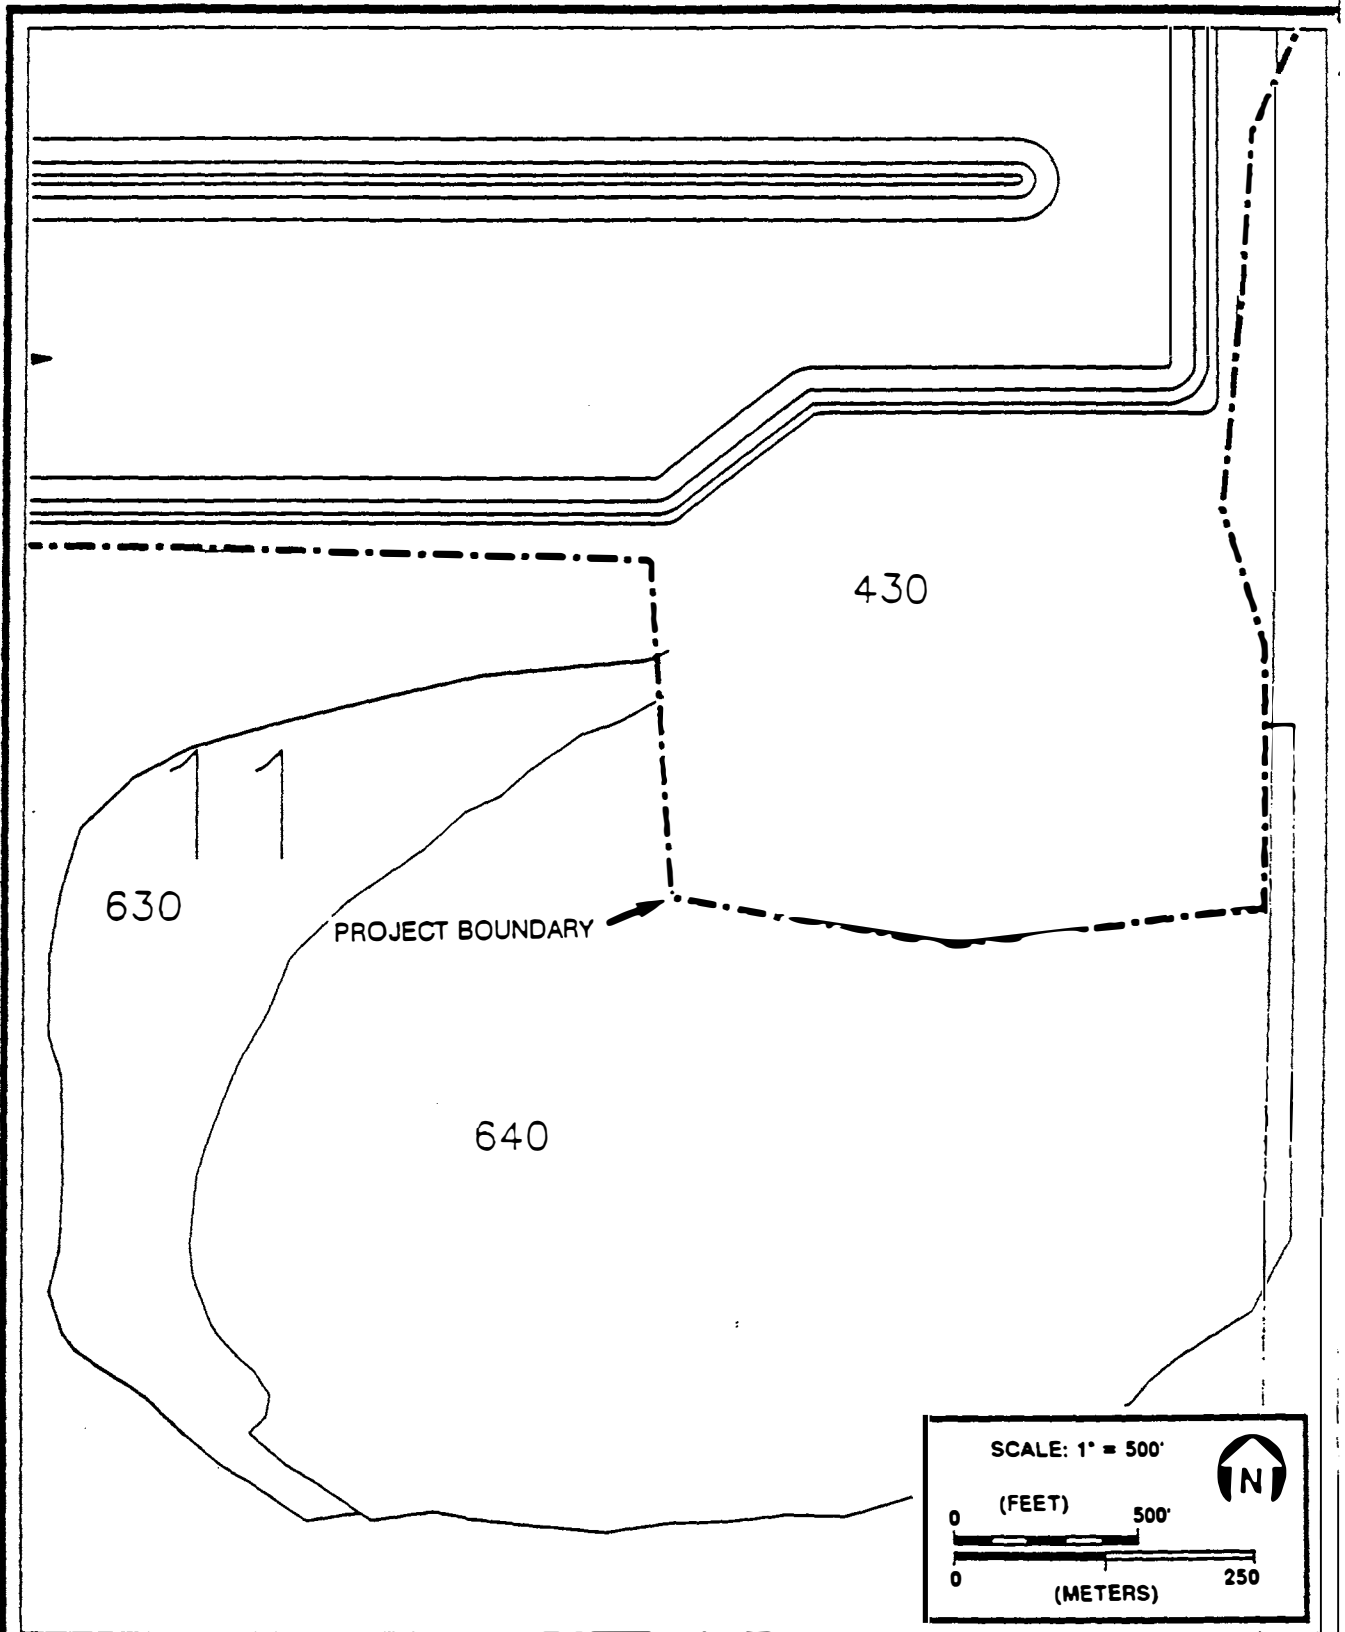 430
11
630
PROJECT BOUNDARY
640
SCALE: 1" = 500'
N
(FEET)
0 500'
0 250
(METERS)